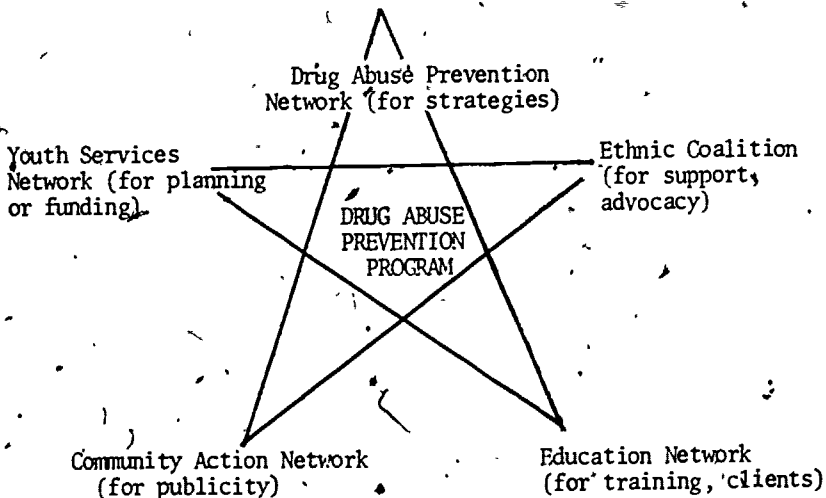 Drug Abuse Prevention
Network (for strategies)
Youth Services
Network (for planning
or funding)
Ethnic Coalition
(for support,
advocacy)
DRUG ABUSE
PREVENTION
PROGRAM
Community Action Network
(for publicity)
Education Network
(for training, clients)